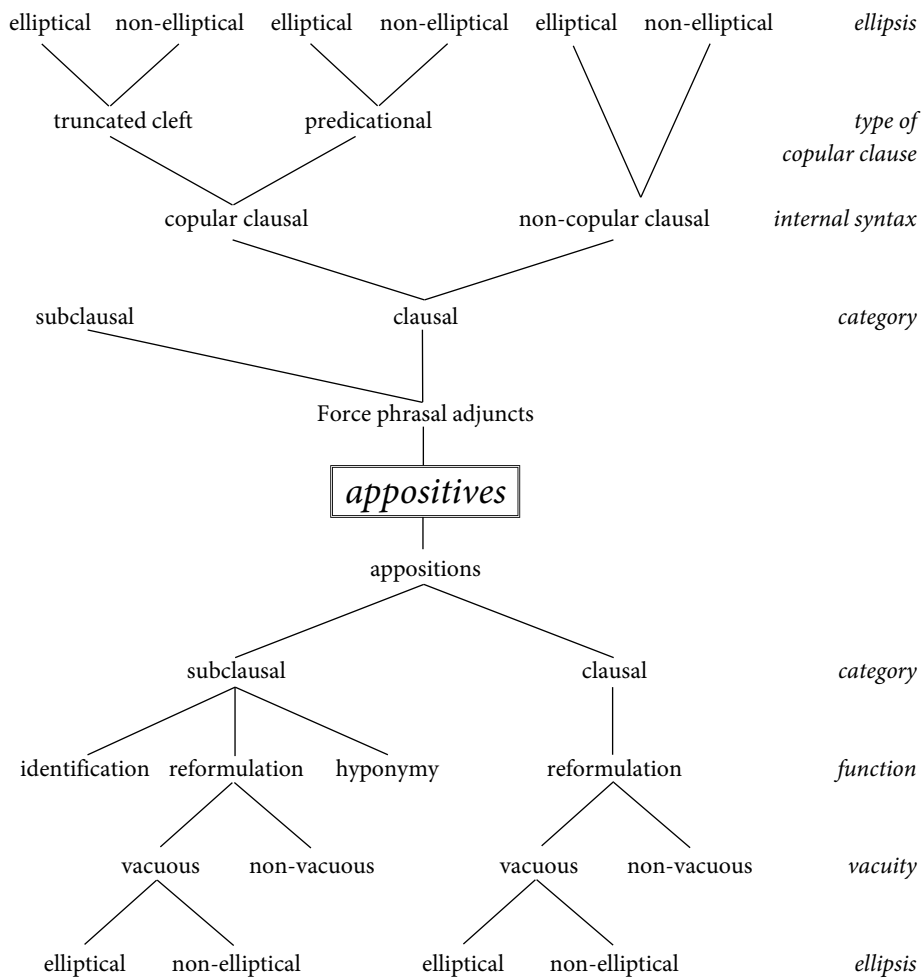 elliptical non-elliptical elliptical non-elliptical elliptical non-elliptical ellipsis
truncated cleft predicational type of
copular clause
copular clausal non-copular clausal internal syntax
subclausal clausal category
Force phrasal adjuncts
appositives
appositions
subclausal clausal category
identification reformulation hyponymy reformulation function
vacuous non-vacuous vacuous non-vacuous vacuity
elliptical non-elliptical elliptical non-elliptical ellipsis